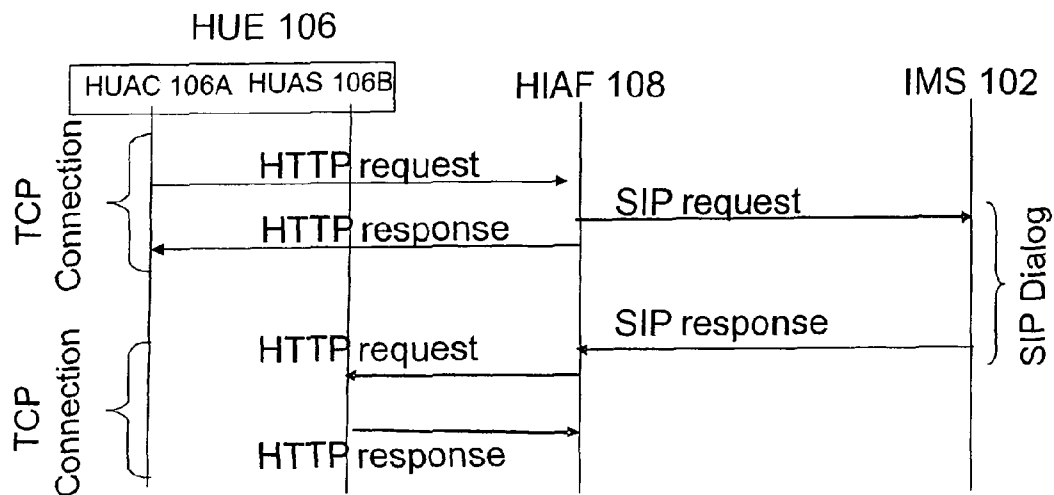 HUE 106
HUAC 106A HUAS 106B
HIAF 108
IMS 102
TCP
Connection
HTTP request
SIP request
HTTP response
SIP Dialog
SIP response
HTTP request
TCP
Connection
HTTP response